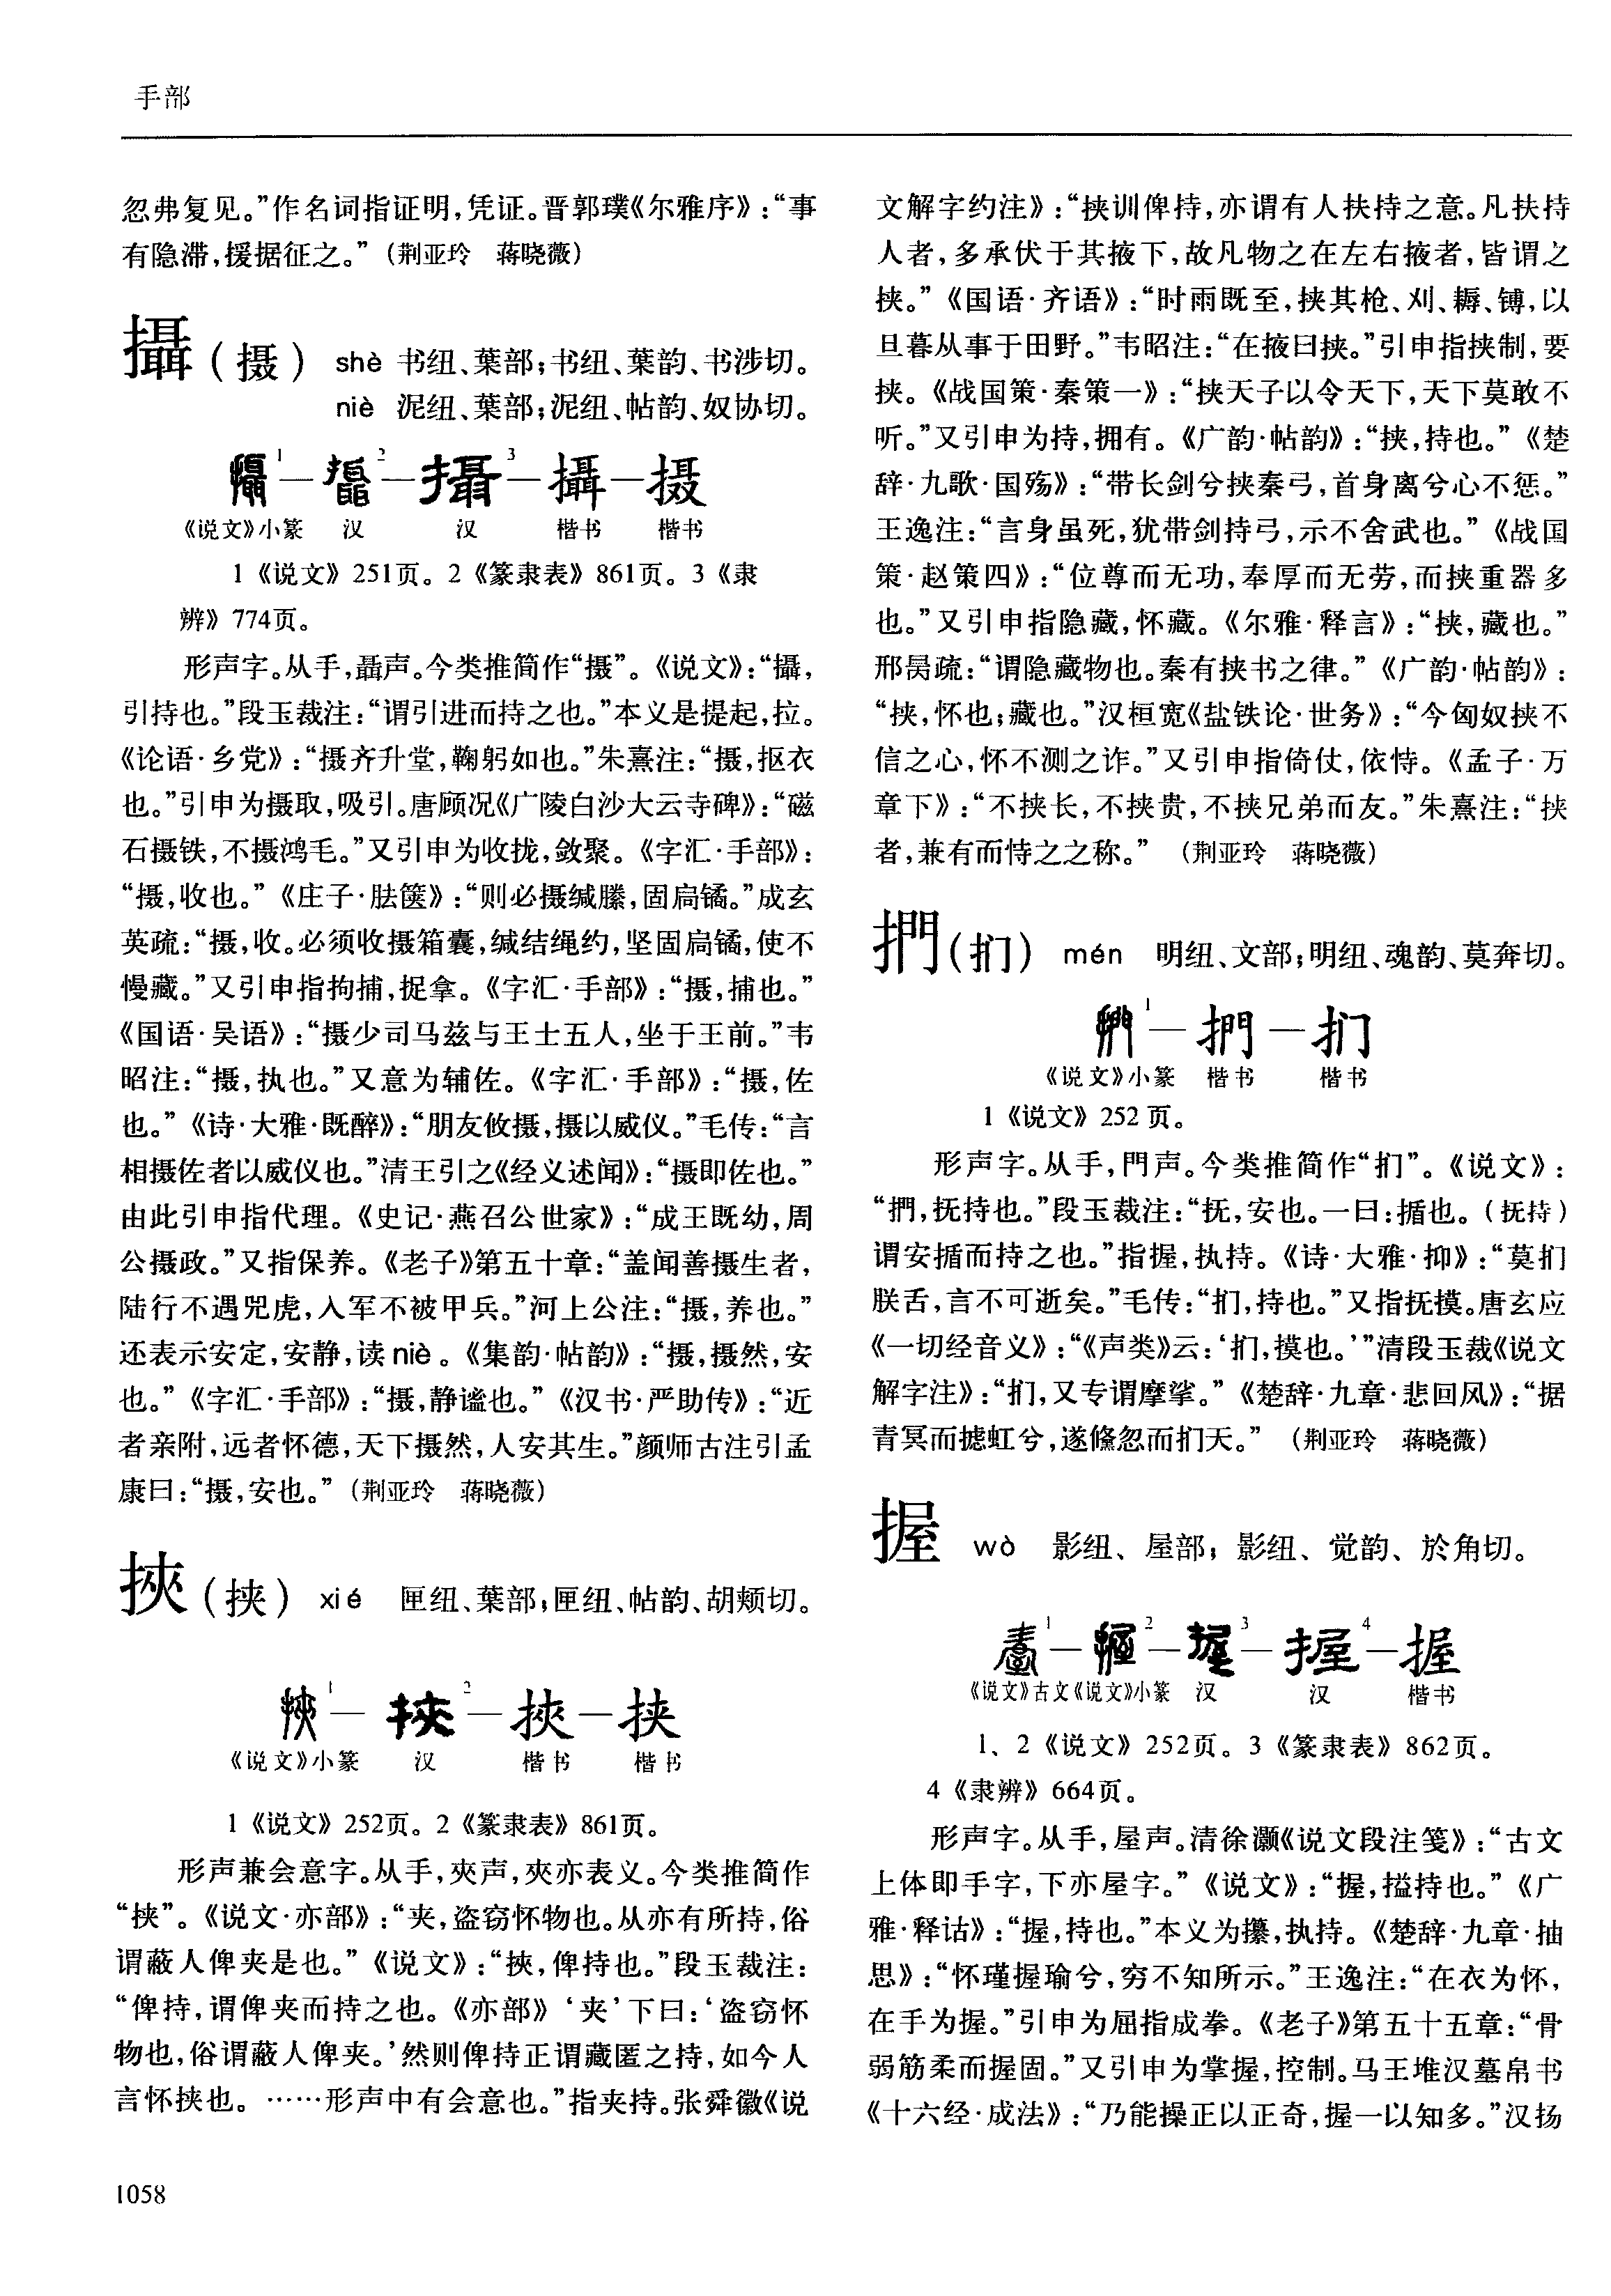 手部
忽弗复见。”作名词指证明,凭证。晋郭璞《尔雅序》:“事
有隐滞,援据征之。”(荆亚玲 蒋晓薇)
攝(摄) shè 书纽、葉部;书纽、葉韵、书涉切。
niè 泥纽、葉部;泥纽、帖韵、奴协切。
攝1—攝2—攝3—攝—摄
《说文》小篆 汉 汉 楷书 楷书
1《说文》251页。2《篆隶表》861页。3《隶
辨》774页。
形声字。从手,聶声。今类推简作“摄”。《说文》:“攝,
引持也。”段玉裁注:“谓引进而持之也。”本义是提起,拉。
《论语·乡党》:“摄齐升堂,鞠躬如也。”朱熹注:“摄,抠衣
也。”引申为摄取,吸引。唐顾况《广陵白沙大云寺碑》:“磁
石摄铁,不摄鸿毛。”又引申为收拢,敛聚。《字汇·手部》:
“摄,收也。”《庄子·胠箧》:“则必摄缄縢,固扃鐍。”成玄
英疏:“摄,收。必须收摄箱囊,缄结绳约,坚固扃鐍,使不
慢藏。”又引申指拘捕,捉拿。《字汇·手部》:“摄,捕也。”
《国语·吴语》:“摄少司马兹与王士五人,坐于王前。”韦
昭注:“摄,执也。”又意为辅佐。《字汇·手部》:“摄,佐
也。”《诗·大雅·既醉》:“朋友攸摄,摄以威仪。”毛传:“言
相摄佐者以威仪也。”清王引之《经义述闻》:“摄即佐也。”
由此引申指代理。《史记·燕召公世家》:“成王既幼,周
公摄政。”又指保养。《老子》第五十章:“盖闻善摄生者,
陆行不遇兕虎,入军不被甲兵。”河上公注:“摄,养也。”
还表示安定,安静,读niè。《集韵·帖韵》:“摄,摄然,安
也。”《字汇·手部》:“摄,静谧也。”《汉书·严助传》:“近
者亲附,远者怀德,天下摄然,人安其生。”颜师古注引孟
康曰:“摄,安也。”(荆亚玲 蒋晓薇)
挾(挟) xié 匣纽、葉部;匣纽、帖韵、胡颊切。
挾1—挾2—挾—挟
《说文》小篆 汉 楷书 楷书
1《说文》252页。2《篆隶表》861页。
形声兼会意字。从手,夾声,夾亦表义。今类推简作
“挟”。《说文·亦部》:“夹,盗窃怀物也。从亦有所持,俗
谓蔽人俾夹是也。”《说文》:“挾,俾持也。”段玉裁注:
“俾持,谓俾夹而持之也。《亦部》‘夹’下曰:‘盗窃怀
物也,俗谓蔽人俾夹。’然则俾持正谓藏匿之持,如今人
言怀挟也。……形声中有会意也。”指夹持。张舜徽《说
文解字约注》:“挟训俾持,亦谓有人扶持之意。凡扶持
人者,多承伏于其掖下,故凡物之在左右掖者,皆谓之
挟。”《国语·齐语》:“时雨既至,挟其枪、刈、耨、镈,以
旦暮从事于田野。”韦昭注:“在掖曰挟。”引申指挟制,要
挟。《战国策·秦策一》:“挟天子以令天下,天下莫敢不
听。”又引申为持,拥有。《广韵·帖韵》:“挟,持也。”《楚
辞·九歌·国殇》:“带长剑兮挟秦弓,首身离兮心不惩。”
王逸注:“言身虽死,犹带剑持弓,示不舍武也。”《战国
策·赵策四》:“位尊而无功,奉厚而无劳,而挟重器多
也。”又引申指隐藏,怀藏。《尔雅·释言》:“挟,藏也。”
邢昺疏:“谓隐藏物也。秦有挟书之律。”《广韵·帖韵》:
“挟,怀也;藏也。”汉桓宽《盐铁论·世务》:“今匈奴挟不
信之心,怀不测之诈。”又引申指倚仗,依恃。《孟子·万
章下》:“不挟长,不挟贵,不挟兄弟而友。”朱熹注:“挟
者,兼有而恃之之称。”(荆亚玲 蒋晓薇)
捫(扪) mén 明纽、文部;明纽、魂韵、莫奔切。
捫1—捫—扪
《说文》小篆 楷书 楷书
1《说文》252页。
形声字。从手,門声。今类推简作“扪”。《说文》:
“捫,抚持也。”段玉裁注:“抚,安也。一曰:揗也。(抚持)
谓安揗而持之也。”指握,执持。《诗·大雅·抑》:“莫扪
朕舌,言不可逝矣。”毛传:“扪,持也。”又指抚摸。唐玄应
《一切经音义》:“《声类》云:‘扪,摸也。’”清段玉裁《说文
解字注》:“扪,又专谓摩挲。”《楚辞·九章·悲回风》:“据
青冥而摅虹兮,遂儵忽而扪天。”(荆亚玲 蒋晓薇)
握 wò 影纽、屋部;影纽、觉韵、於角切。
1—握2—握3—握4—握
《说文》古文《说文》小篆 汉 汉 楷书
1、2《说文》252页。3《篆隶表》862页。
4《隶辨》664页。
形声字。从手,屋声。清徐灏《说文段注笺》:“古文
上体即手字,下亦屋字。”《说文》:“握,搤持也。”《广
雅·释诂》:“握,持也。”本义为攥,执持。《楚辞·九章·抽
思》:“怀瑾握瑜兮,穷不知所示。”王逸注:“在衣为怀,
在手为握。”引申为屈指成拳。《老子》第五十五章:“骨
弱筋柔而握固。”又引申为掌握,控制。马王堆汉墓帛书
《十六经·成法》:“乃能操正以正奇,握一以知多。”汉扬
1058